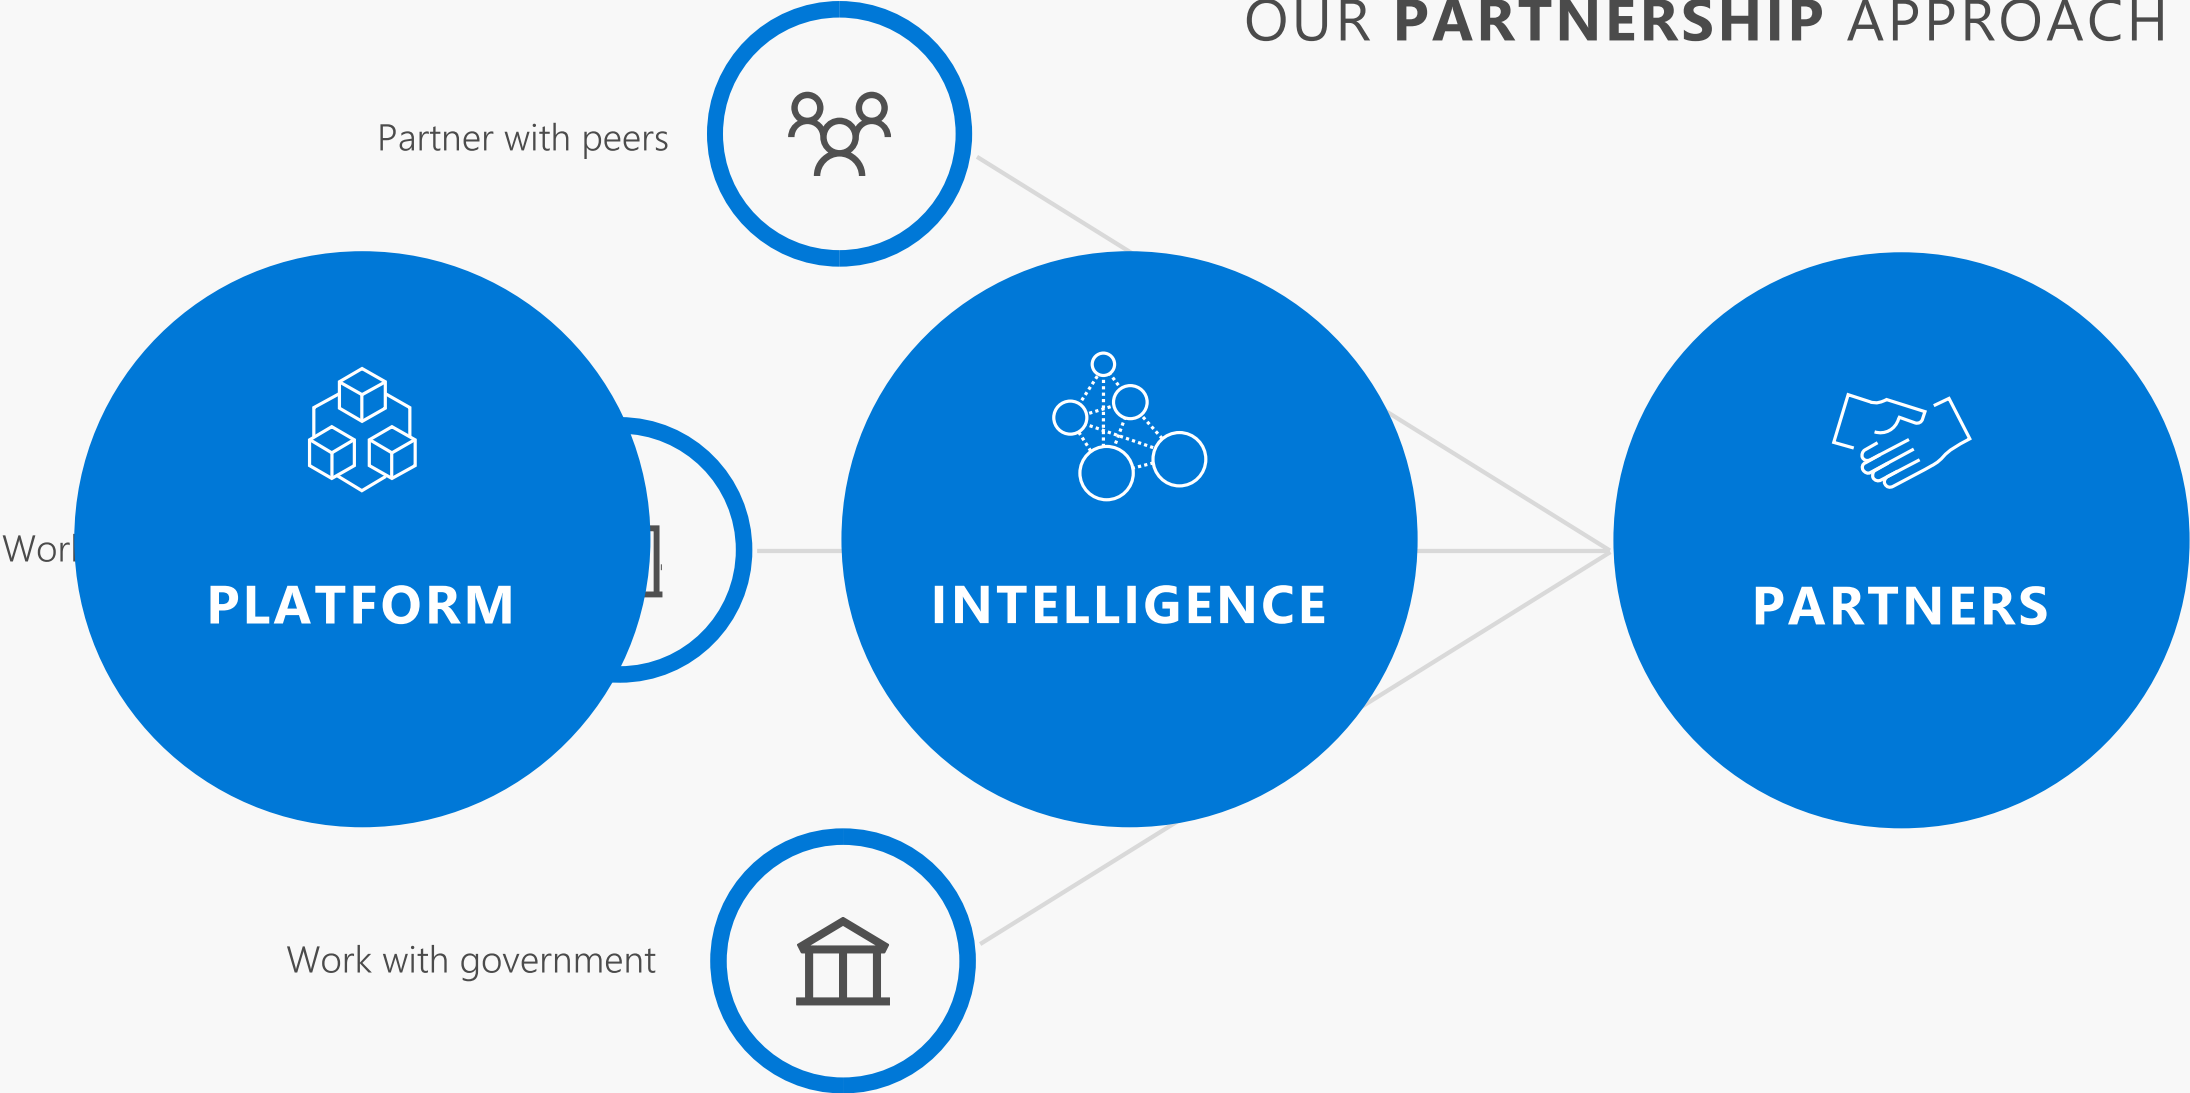 OUR PARTNERSHIP APPROACH
Partner with peers
PLATFORM
INTELLIGENCE
PARTNERS
Work with government